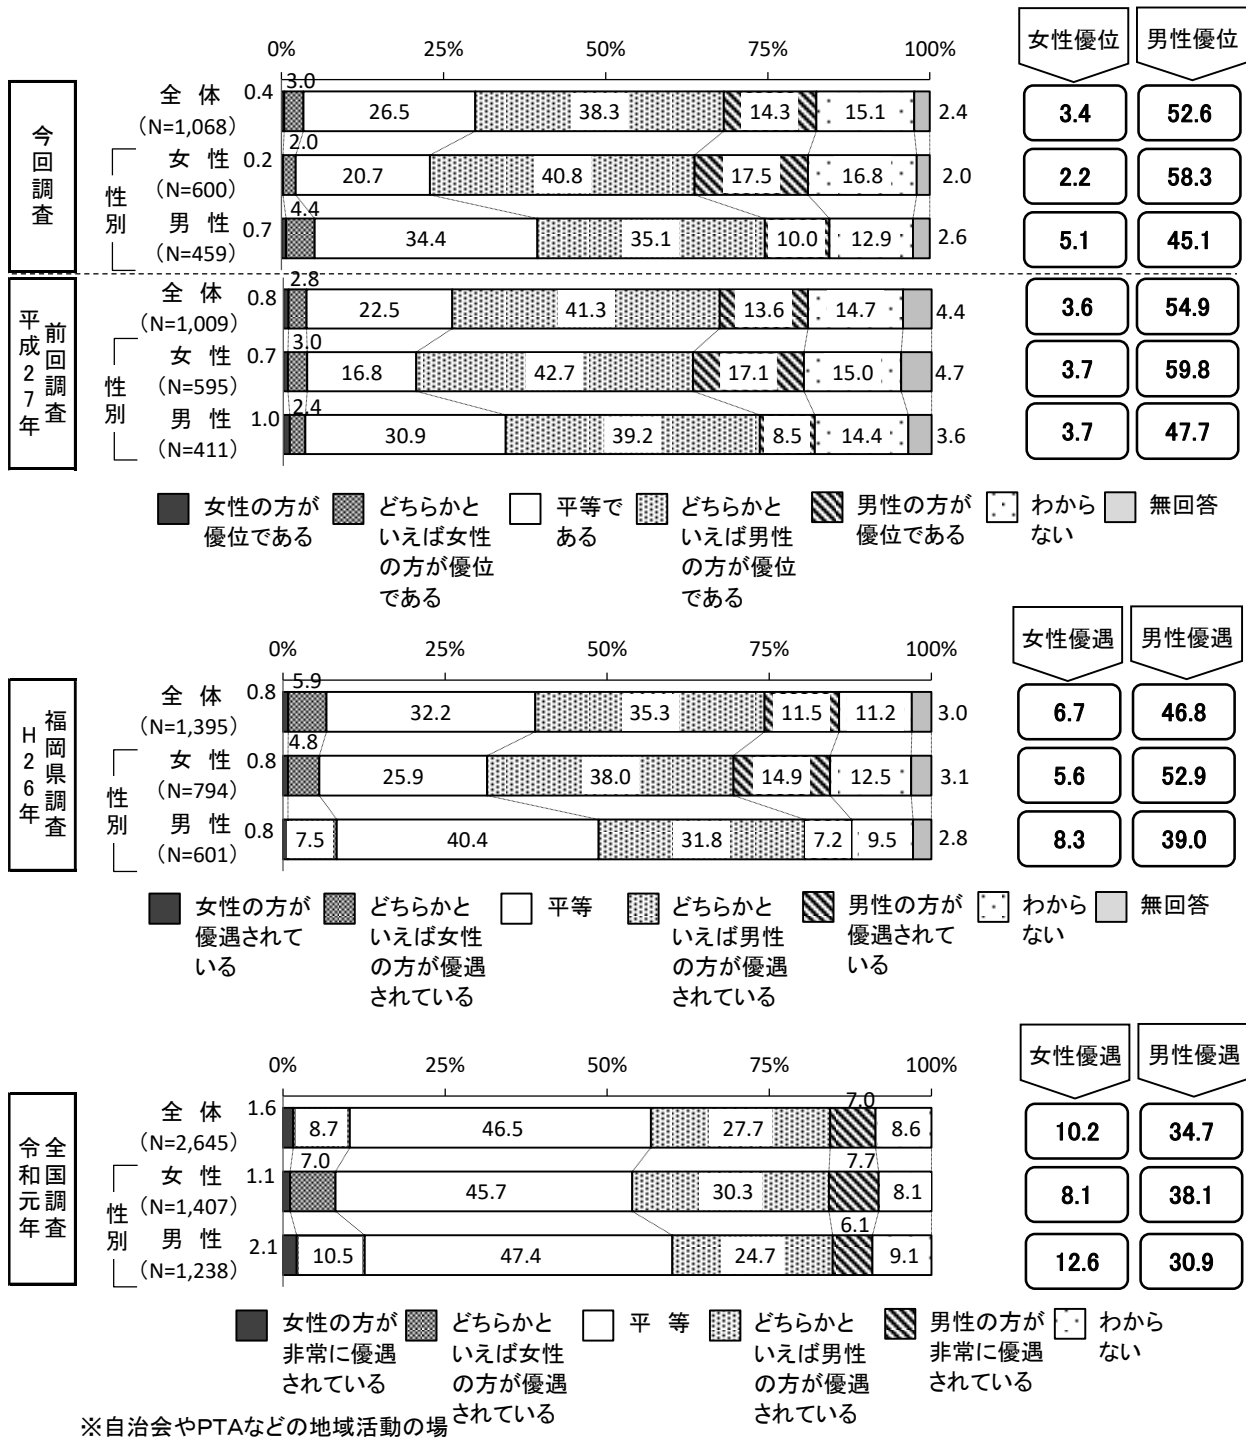 0% 25% 50% 75% 100% 女性優位 男性優位
今回調査
全体 0.4 3.0 26.5 38.3 14.3 15.1 2.4 3.4 52.6
(N=1,068)
性別
女性 0.2 2.0 20.7 40.8 17.5 16.8 2.0 2.2 58.3
(N=600)
男性 0.7 4.4 34.4 35.1 10.0 12.9 2.6 5.1 45.1
(N=459)
前回調査
平成27年
全体 0.8 2.8 22.5 41.3 13.6 14.7 4.4 3.6 54.9
(N=1,009)
性別
女性 0.7 3.0 16.8 42.7 17.1 15.0 4.7 3.7 59.8
(N=595)
男性 1.0 2.4 30.9 39.2 8.5 14.4 3.6 3.7 47.7
(N=411)
女性の方が
優位である
どちらかと
いえば女性
の方が優位
である
平等で
ある
どちらかと
いえば男性
の方が優位
である
男性の方が
優位である
わから
ない
無回答
0% 25% 50% 75% 100% 女性優遇 男性優遇
福岡県調査
H26年
全体 0.8 5.9 32.2 35.3 11.5 11.2 3.0 6.7 46.8
(N=1,395)
性別
女性 0.8 4.8 25.9 38.0 14.9 12.5 3.1 5.6 52.9
(N=794)
男性 0.8 7.5 40.4 31.8 7.2 9.5 2.8 8.3 39.0
(N=601)
女性の方が
優遇されて
いる
どちらかと
いえば女性
の方が優遇
されている
平等
どちらかと
いえば男性
の方が優遇
されている
男性の方が
優遇されて
いる
わから
ない
無回答
0% 25% 50% 75% 100% 女性優遇 男性優遇
全国調査
令和元年
全体 1.6 8.7 46.5 27.7 7.0 8.6 10.2 34.7
(N=2,645)
性別
女性 1.1 7.0 45.7 30.3 7.7 8.1 8.1 38.1
(N=1,407)
男性 2.1 10.5 47.4 24.7 6.1 9.1 12.6 30.9
(N=1,238)
女性の方が
非常に優遇
されている
どちらかと
いえば女性
の方が優遇
されている
平等
どちらかと
いえば男性
の方が優遇
されている
男性の方が
非常に優遇
されている
わから
ない
※自治会やPTAなどの地域活動の場